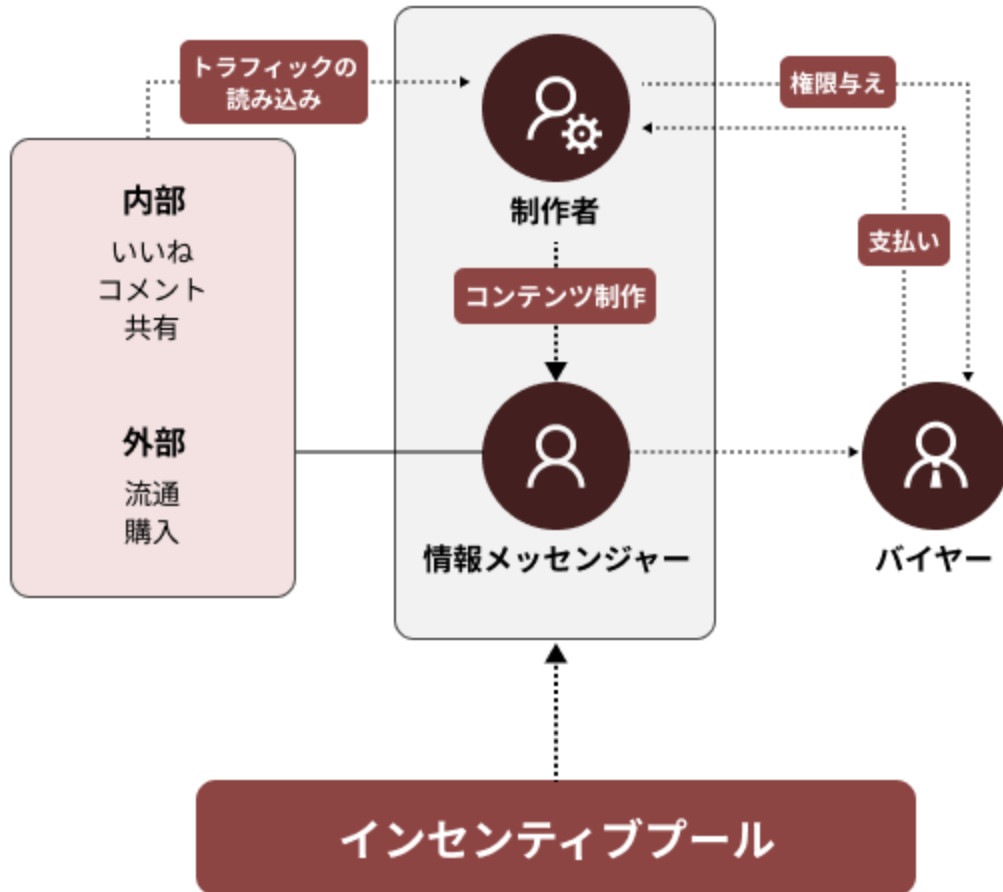 トラフィックの
読み込み
権限与え
制作者
支払い
内部
いいね
コメント
共有
コンテンツ制作
外部
流通
購入
情報メッセンジャー
バイヤー
インセンティブプール